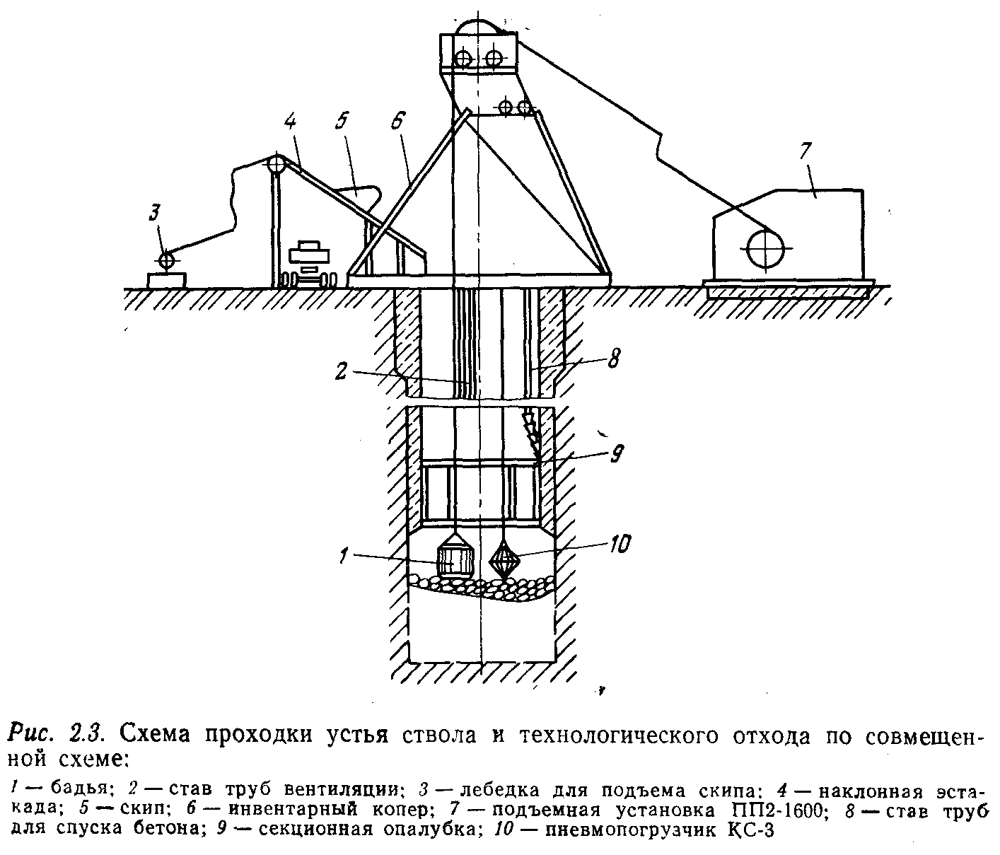 4
5
6
7
3
2
8
9
1
10
Рис. 2.3. Схема проходки устья ствола и технологического отхода по совмещен-
ной схеме:
1 — бадья; 2 — став труб вентиляции; 3 — лебедка для подъема скипа; 4 — наклонная эста-
када; 5 — скип; 6 — инвентарный копер; 7 — подъемная установка ПП2-1600; 8 — став труб
для спуска бетона; 9 — секционная опалубка; 10 — пневмопогрузчик КС-3